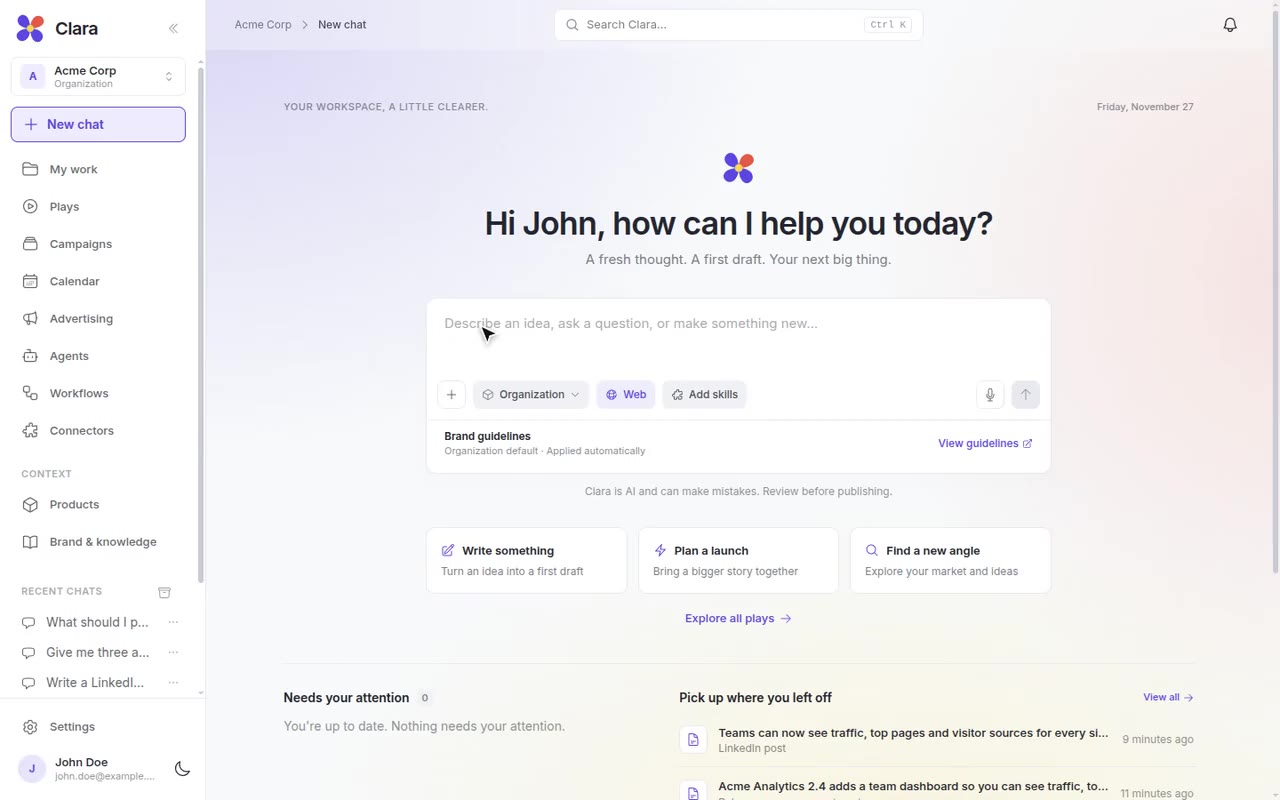 Clara
Acme Corp
New chat
Search Clara...
Ctrl K
A
Acme Corp
Organization
New chat
My work
Plays
Campaigns
Calendar
Advertising
Agents
Workflows
Connectors
CONTEXT
Products
Brand & knowledge
RECENT CHATS
What should I p...
Give me three a...
Write a LinkedI...
Settings
J
John Doe
john.doe@example....
YOUR WORKSPACE, A LITTLE CLEARER.
Friday, November 27
Hi John, how can I help you today?
A fresh thought. A first draft. Your next big thing.
Describe an idea, ask a question, or make something new...
Organization
Web
Add skills
Brand guidelines
Organization default · Applied automatically
View guidelines
Clara is AI and can make mistakes. Review before publishing.
Write something
Turn an idea into a first draft
Plan a launch
Bring a bigger story together
Find a new angle
Explore your market and ideas
Explore all plays
Needs your attention
0
You're up to date. Nothing needs your attention.
Pick up where you left off
View all
Teams can now see traffic, top pages and visitor sources for every si...
LinkedIn post
9 minutes ago
Acme Analytics 2.4 adds a team dashboard so you can see traffic, to...
11 minutes ago